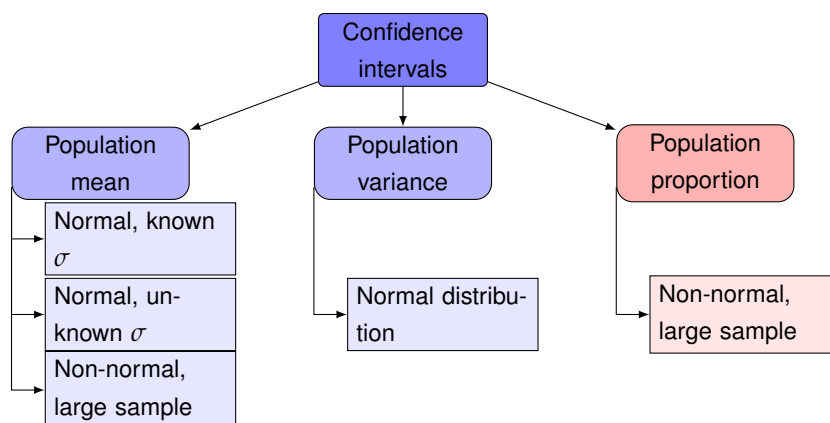 Confidence
intervals
Population
mean
Population
variance
Population
proportion
Normal, known
σ
Normal, un-
known σ
Non-normal,
large sample
Normal distribu-
tion
Non-normal,
large sample